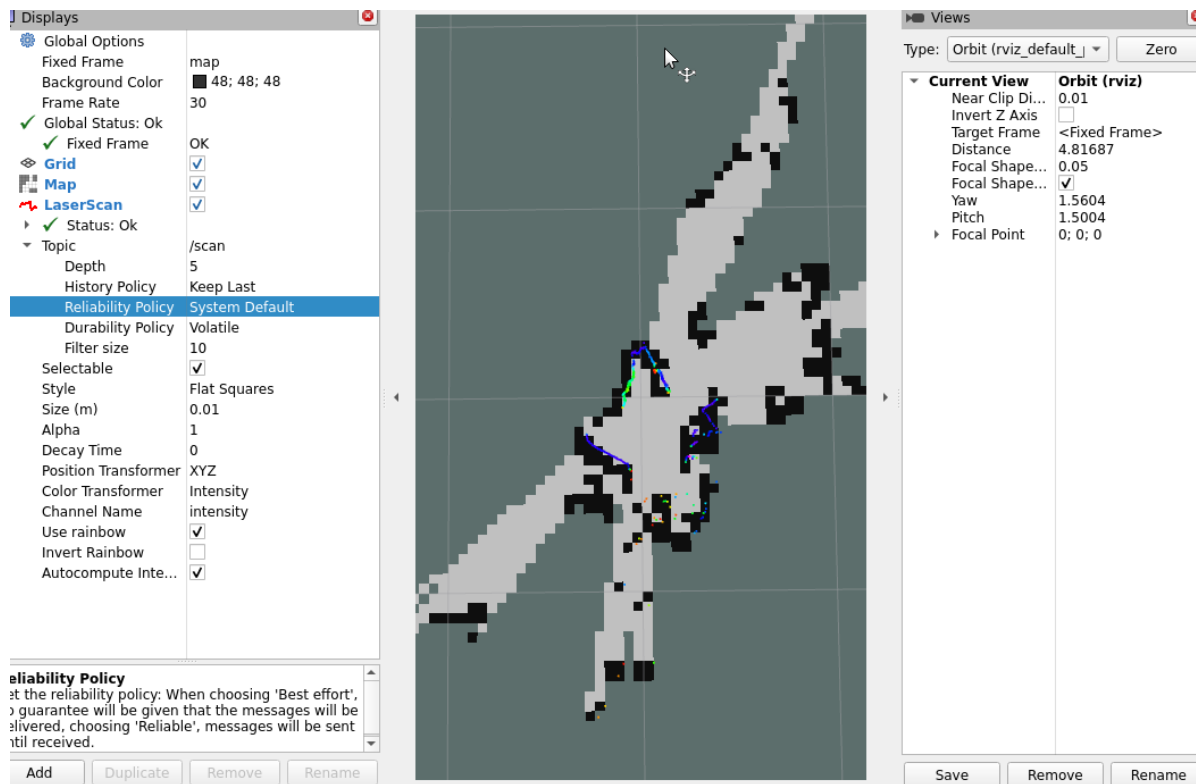 Displays
Global Options
Fixed Frame map
Background Color 48; 48; 48
Frame Rate 30
Global Status: Ok
Fixed Frame OK
Grid
Map
LaserScan
Status: Ok
Topic /scan
Depth 5
History Policy Keep Last
Reliability Policy System Default
Durability Policy Volatile
Filter size 10
Selectable
Style Flat Squares
Size (m) 0.01
Alpha 1
Decay Time 0
Position Transformer XYZ
Color Transformer Intensity
Channel Name intensity
Use rainbow
Invert Rainbow
Autocompute Inte...
eliability Policy
et the reliability policy: When choosing 'Best effort',
o guarantee will be given that the messages will be
elivered, choosing 'Reliable', messages will be sent
ntil received.
Add Duplicate Remove Rename
Views
Type: Orbit (rviz_default_ Zero
Current View Orbit (rviz)
Near Clip Di... 0.01
Invert Z Axis
Target Frame <Fixed Frame>
Distance 4.81687
Focal Shape... 0.05
Focal Shape...
Yaw 1.5604
Pitch 1.5004
Focal Point 0; 0; 0
Save Remove Rename